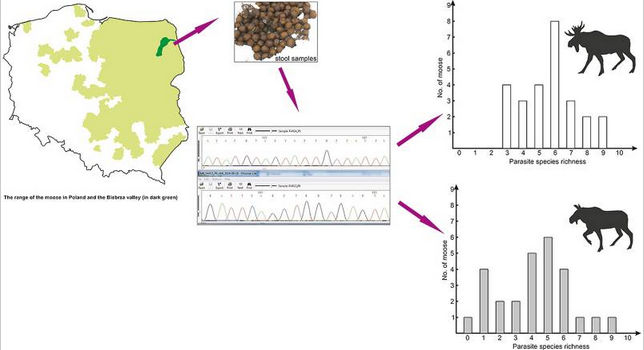 stool samples
The range of the moose in Poland and the Biebrza valley (in dark green)
No. of moose
9
8
7
6
5
4
3
2
1
0 1 2 3 4 5 6 7 8 9 10
Parasite species richness
No. of moose
9
8
7
6
5
4
3
2
1
0 1 2 3 4 5 6 7 8 9 10
Parasite species richness